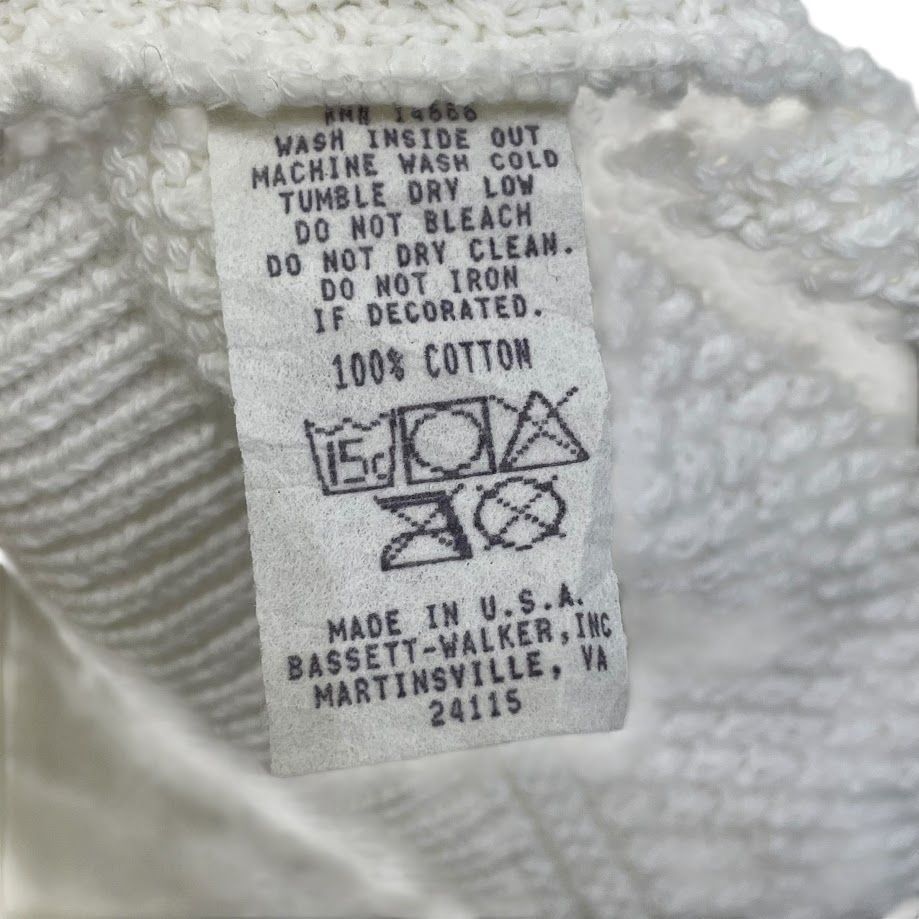 WASH INSIDE OUT
MACHINE WASH COLD
TUMBLE DRY LOW
DO NOT BLEACH
DO NOT DRY CLEAN.
DO NOT IRON
IF DECORATED.
100% COTTON
MADE IN U.S.A.
BASSETT-WALKER, INC
MARTINSVILLE, VA
24115